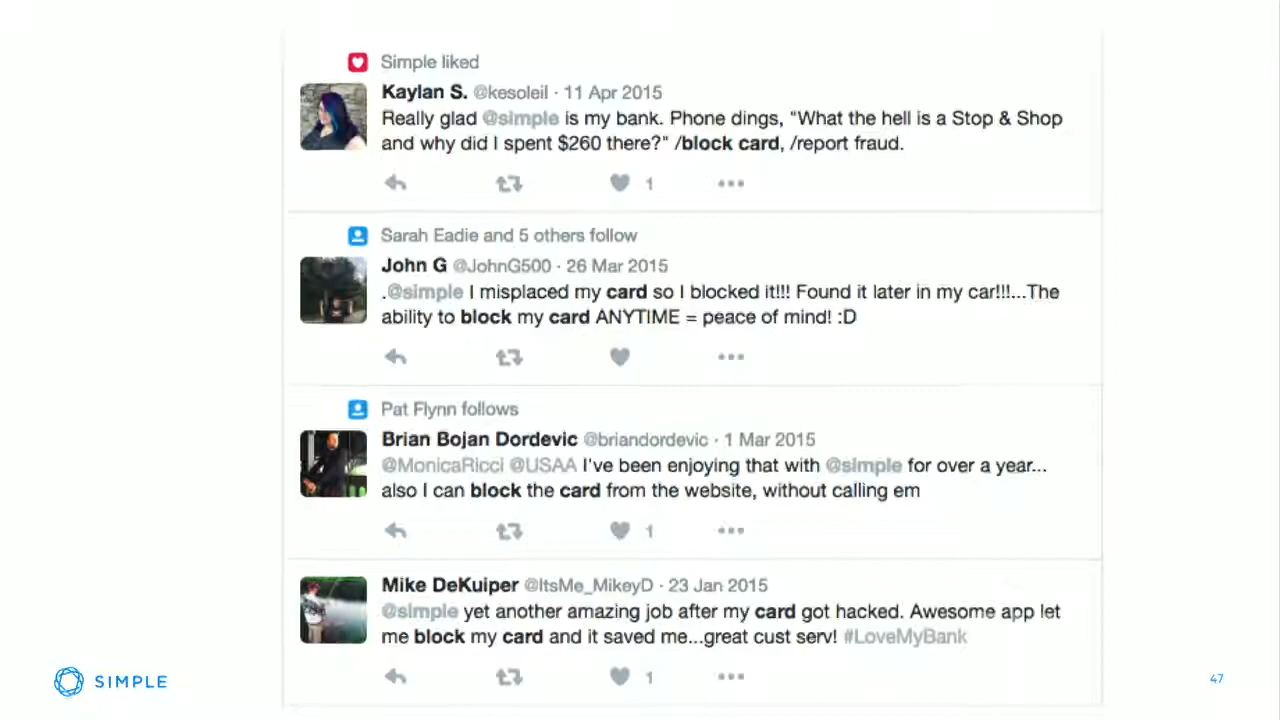 Simple liked
Kaylan S. @kesoleil · 11 Apr 2015
Really glad @simple is my bank. Phone dings, "What the hell is a Stop & Shop
and why did I spent $260 there?" /block card, /report fraud.
1
Sarah Eadie and 5 others follow
John G @JohnG500 · 26 Mar 2015
.@simple I misplaced my card so I blocked it!!! Found it later in my car!!!...The
ability to block my card ANYTIME = peace of mind! :D
Pat Flynn follows
Brian Bojan Dordevic @briandordevic · 1 Mar 2015
@MonicaRicci @USAA I've been enjoying that with @simple for over a year...
also I can block the card from the website, without calling em
1
Mike DeKuiper @ItsMe_MikeyD · 23 Jan 2015
@simple yet another amazing job after my card got hacked. Awesome app let
me block my card and it saved me...great cust serv! #LoveMyBank
1
SIMPLE
47